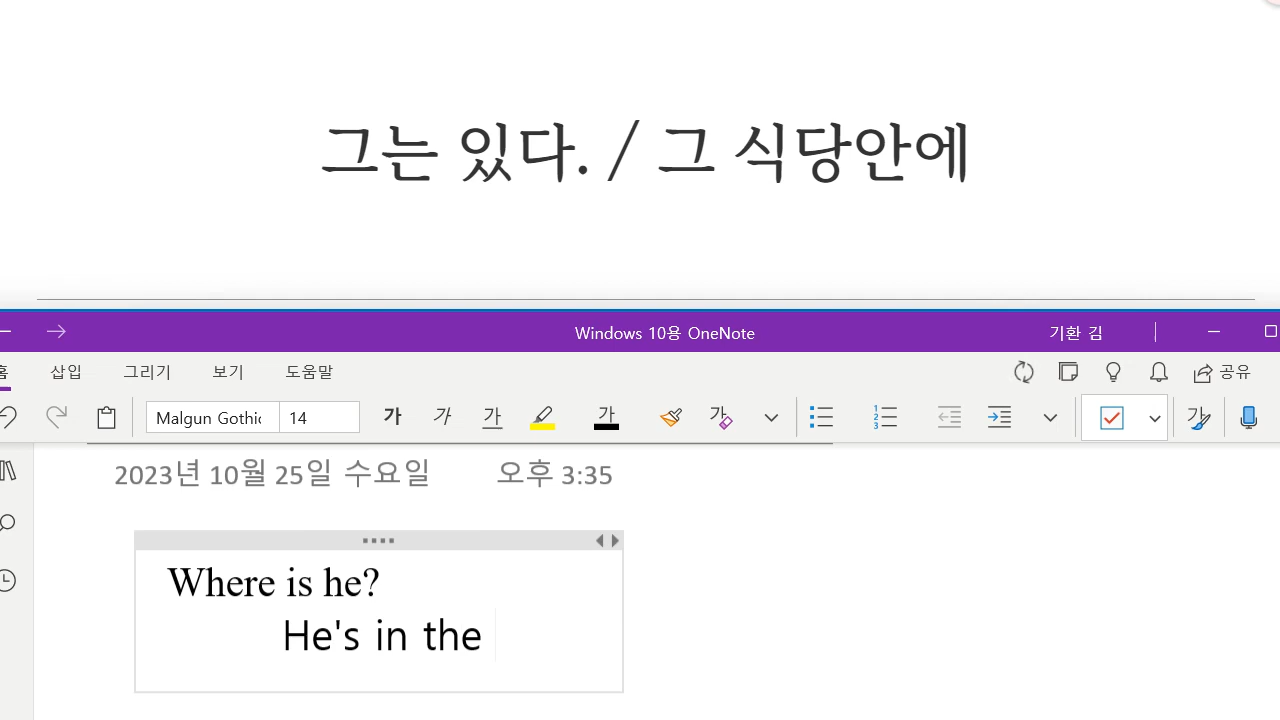 그는 있다. / 그 식당안에
Windows 10용 OneNote
기환 김
홈 삽입 그리기 보기 도움말
공유
Malgun Gothic 14 가 가 가 가 가 가
2023년 10월 25일 수요일 오후 3:35
Where is he?
He's in the